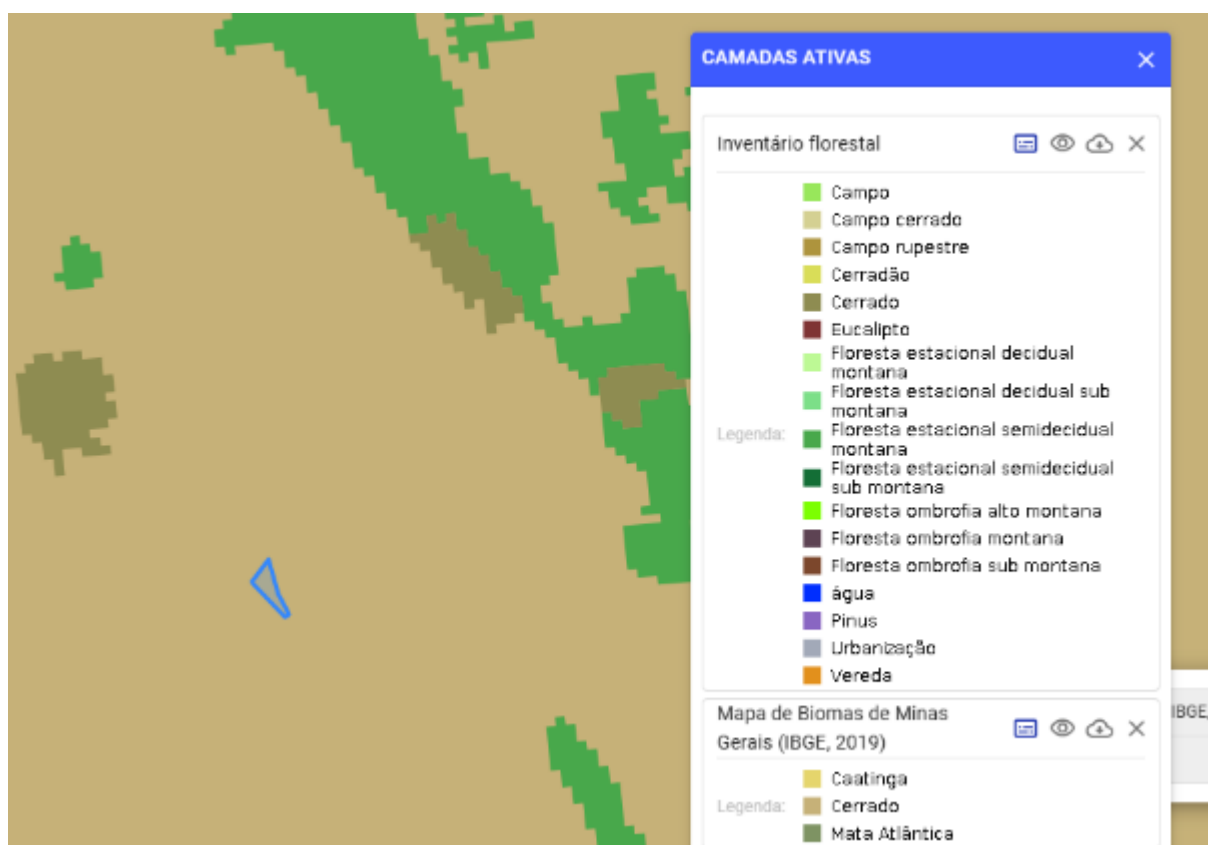 CAMADAS ATIVAS
Inventário florestal
Campo
Campo cerrado
Campo rupestre
Cerradão
Cerrado
Eucalipto
Floresta estacional decidual
montana
Floresta estacional decidual sub
montana
Legenda:
Floresta estacional semidecidual
montana
Floresta estacional semidecidual
sub montana
Floresta ombrofia alto montana
Floresta ombrofia montana
Floresta ombrofia sub montana
água
Pinus
Urbanização
Vereda
Mapa de Biomas de Minas
Gerais (IBGE, 2019)
IBGE,
Caatinga
Legenda:
Cerrado
Mata Atlântica